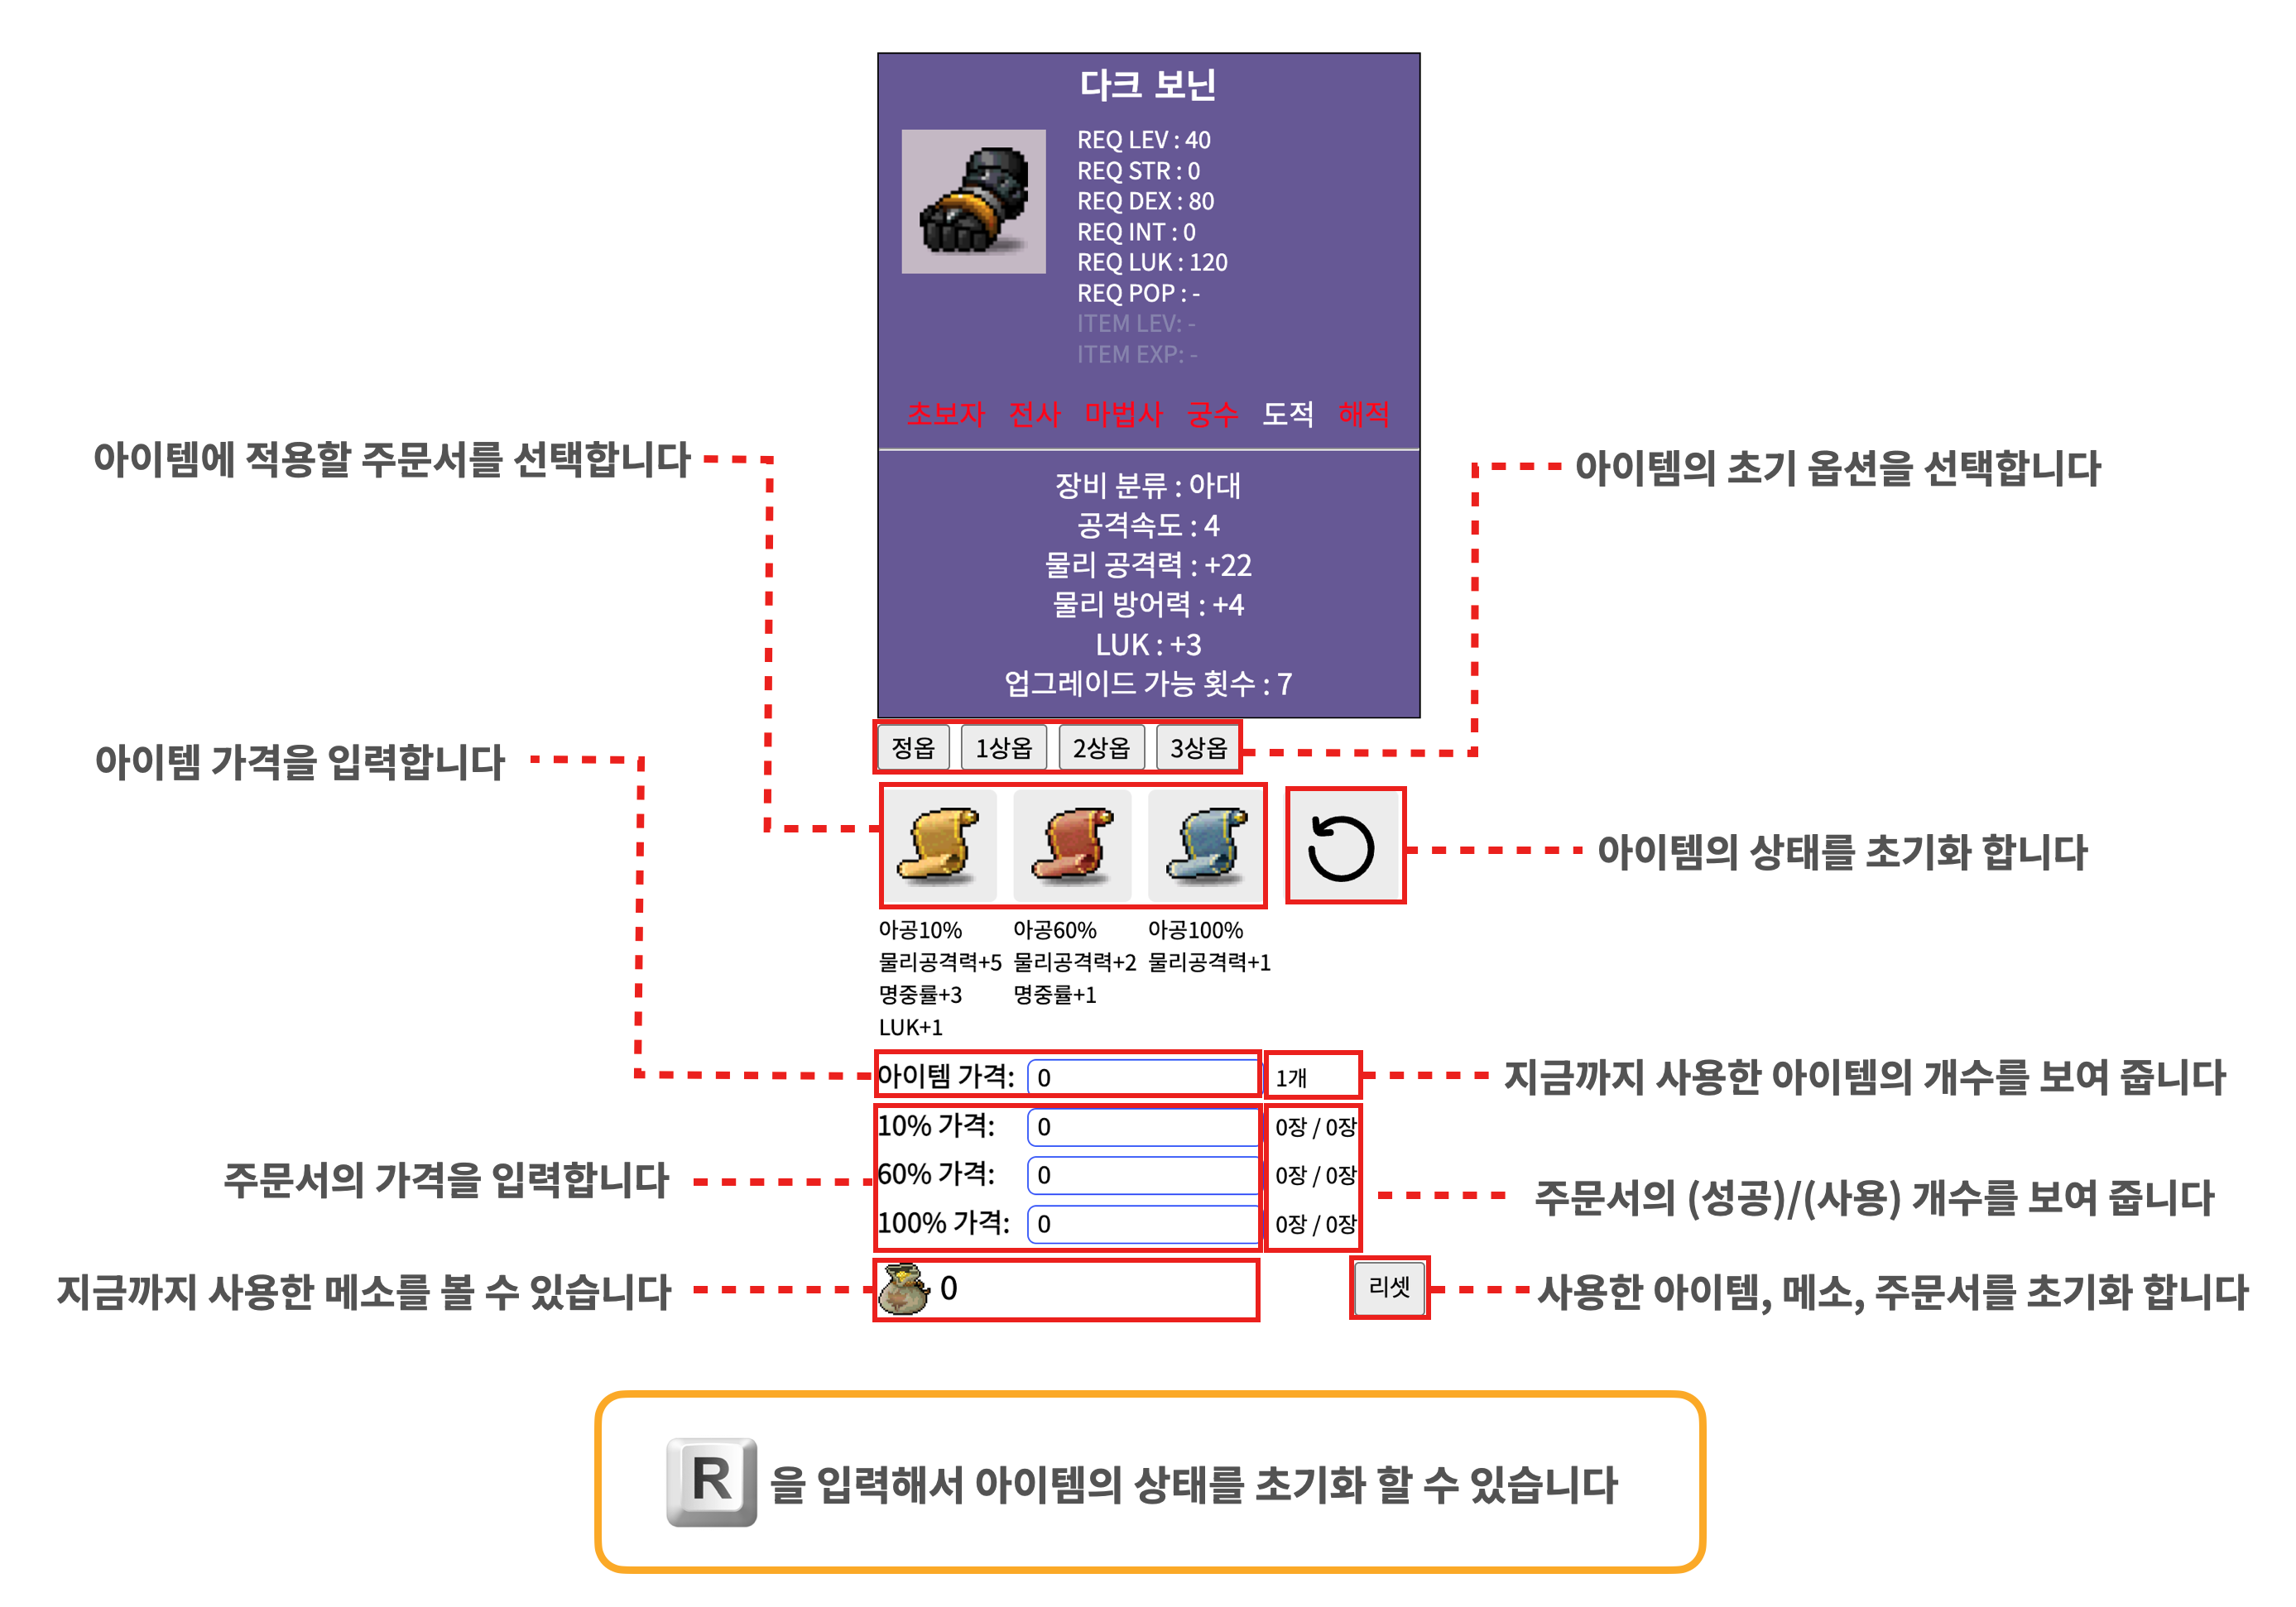 다크 보닌
REQ LEV : 40
REQ STR : 0
REQ DEX : 80
REQ INT : 0
REQ LUK : 120
REQ POP : -
ITEM LEV: -
ITEM EXP: -
초보자 전사 마법사 궁수 도적 해적
장비 분류 : 아대
공격속도 : 4
물리 공격력 : +22
물리 방어력 : +4
LUK : +3
업그레이드 가능 횟수 : 7
아이템에 적용할 주문서를 선택합니다
아이템의 초기 옵션을 선택합니다
아이템 가격을 입력합니다
정옵 1상옵 2상옵 3상옵
아이템의 상태를 초기화 합니다
아공10% 아공60% 아공100%
물리공격력+5 물리공격력+2 물리공격력+1
명중률+3 명중률+1
LUK+1
아이템 가격: 0 1개
지금까지 사용한 아이템의 개수를 보여 줍니다
10% 가격: 0 0장 / 0장
60% 가격: 0 0장 / 0장
100% 가격: 0 0장 / 0장
주문서의 가격을 입력합니다
주문서의 (성공)/(사용) 개수를 보여 줍니다
지금까지 사용한 메소를 볼 수 있습니다
0
리셋
사용한 아이템, 메소, 주문서를 초기화 합니다
R 을 입력해서 아이템의 상태를 초기화 할 수 있습니다